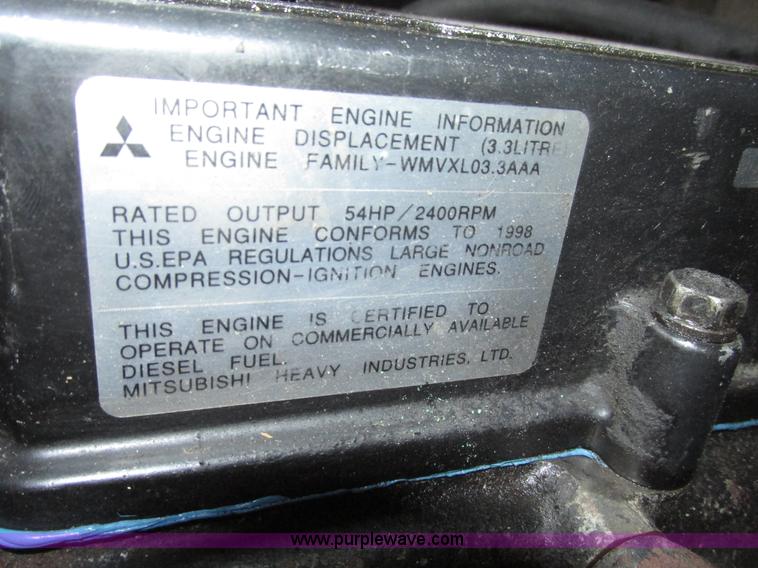 IMPORTANT ENGINE INFORMATION
ENGINE DISPLACEMENT (3.3LITRE
ENGINE FAMILY-WMVXL03.3AAA
RATED OUTPUT 54HP/2400RPM
THIS ENGINE CONFORMS TO 1998
U.S.EPA REGULATIONS LARGE NONROAD
COMPRESSION-IGNITION ENGINES.
THIS ENGINE IS CERTIFIED TO
OPERATE ON COMMERCIALLY AVAILABLE
DIESEL FUEL.
MITSUBISHI HEAVY INDUSTRIES, LTD.
www.purplewave.com